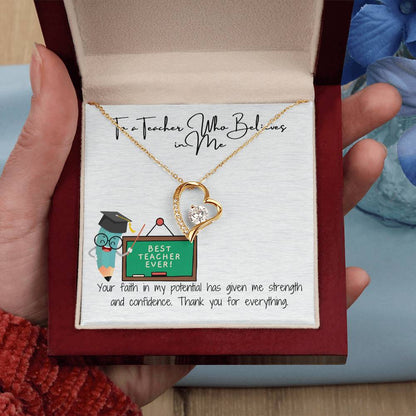 To a Teacher Who Believes
in Me
BEST
TEACHER
EVER!
Your faith in my potential has given me strength
and confidence. Thank you for everything.